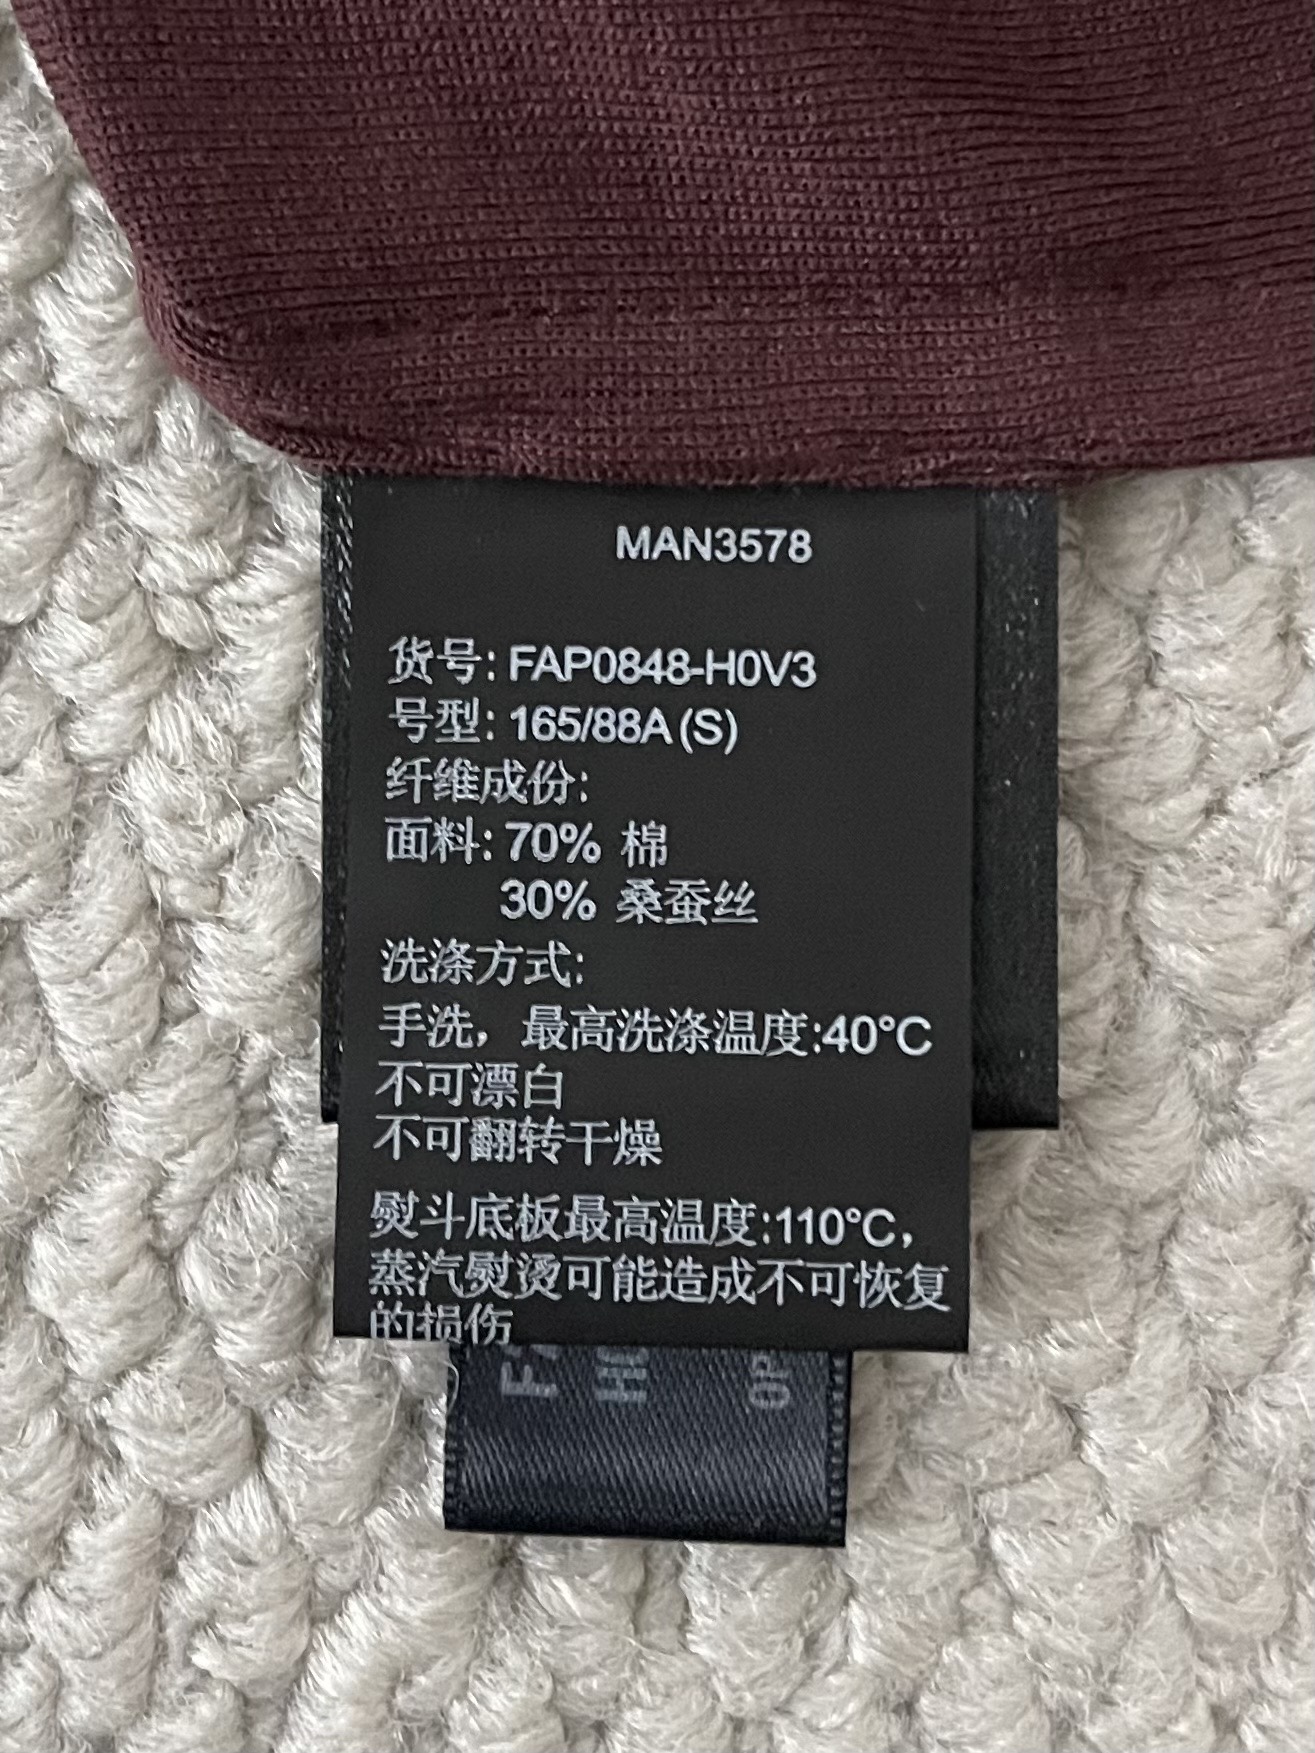 MAN3578
货号: FAP0848-H0V3
号型: 165/88A (S)
纤维成份:
面料: 70% 棉
30% 桑蚕丝
洗涤方式:
手洗，最高洗涤温度:40°C
不可漂白
不可翻转干燥
熨斗底板最高温度:110°C,
蒸汽熨烫可能造成不可恢复
的损伤